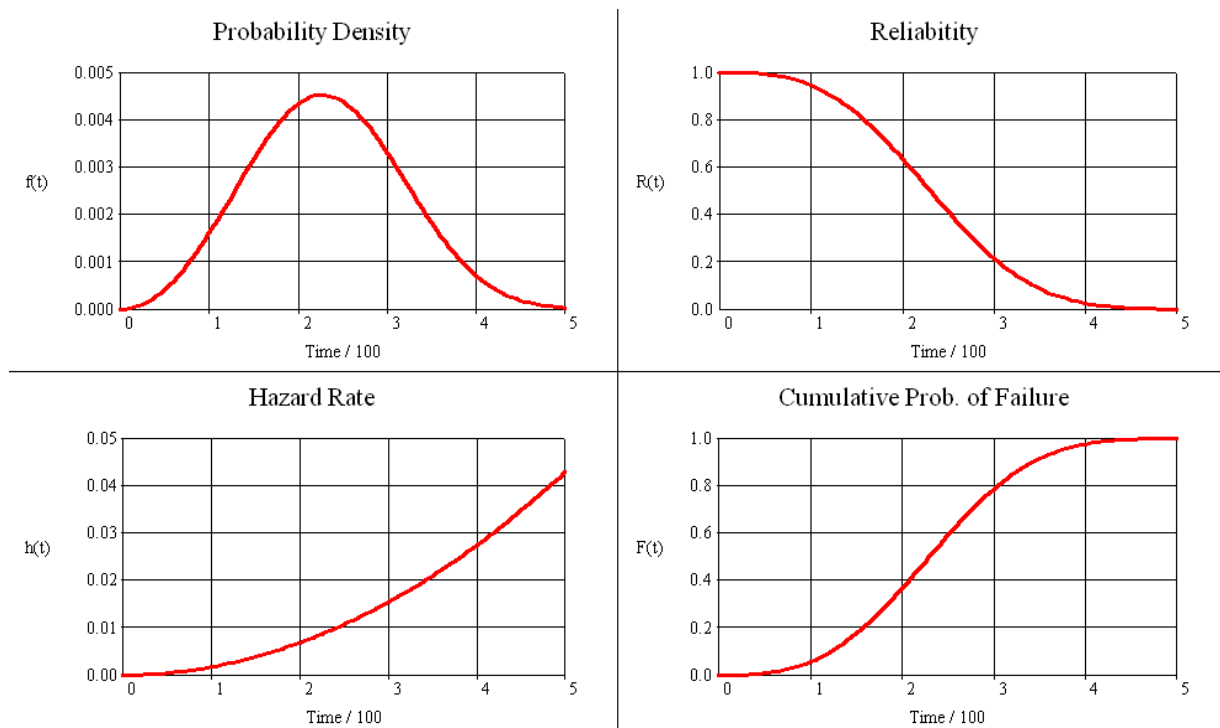 Probability Density
0.005
0.004
0.003
f(t)
0.002
0.001
0.000
0 1 2 3 4 5
Time / 100
Reliabitity
1.0
0.8
0.6
R(t)
0.4
0.2
0.0
0 1 2 3 4 5
Time / 100
Hazard Rate
0.05
0.04
0.03
h(t)
0.02
0.01
0.00
0 1 2 3 4 5
Time / 100
Cumulative Prob. of Failure
1.0
0.8
0.6
F(t)
0.4
0.2
0.0
0 1 2 3 4 5
Time / 100